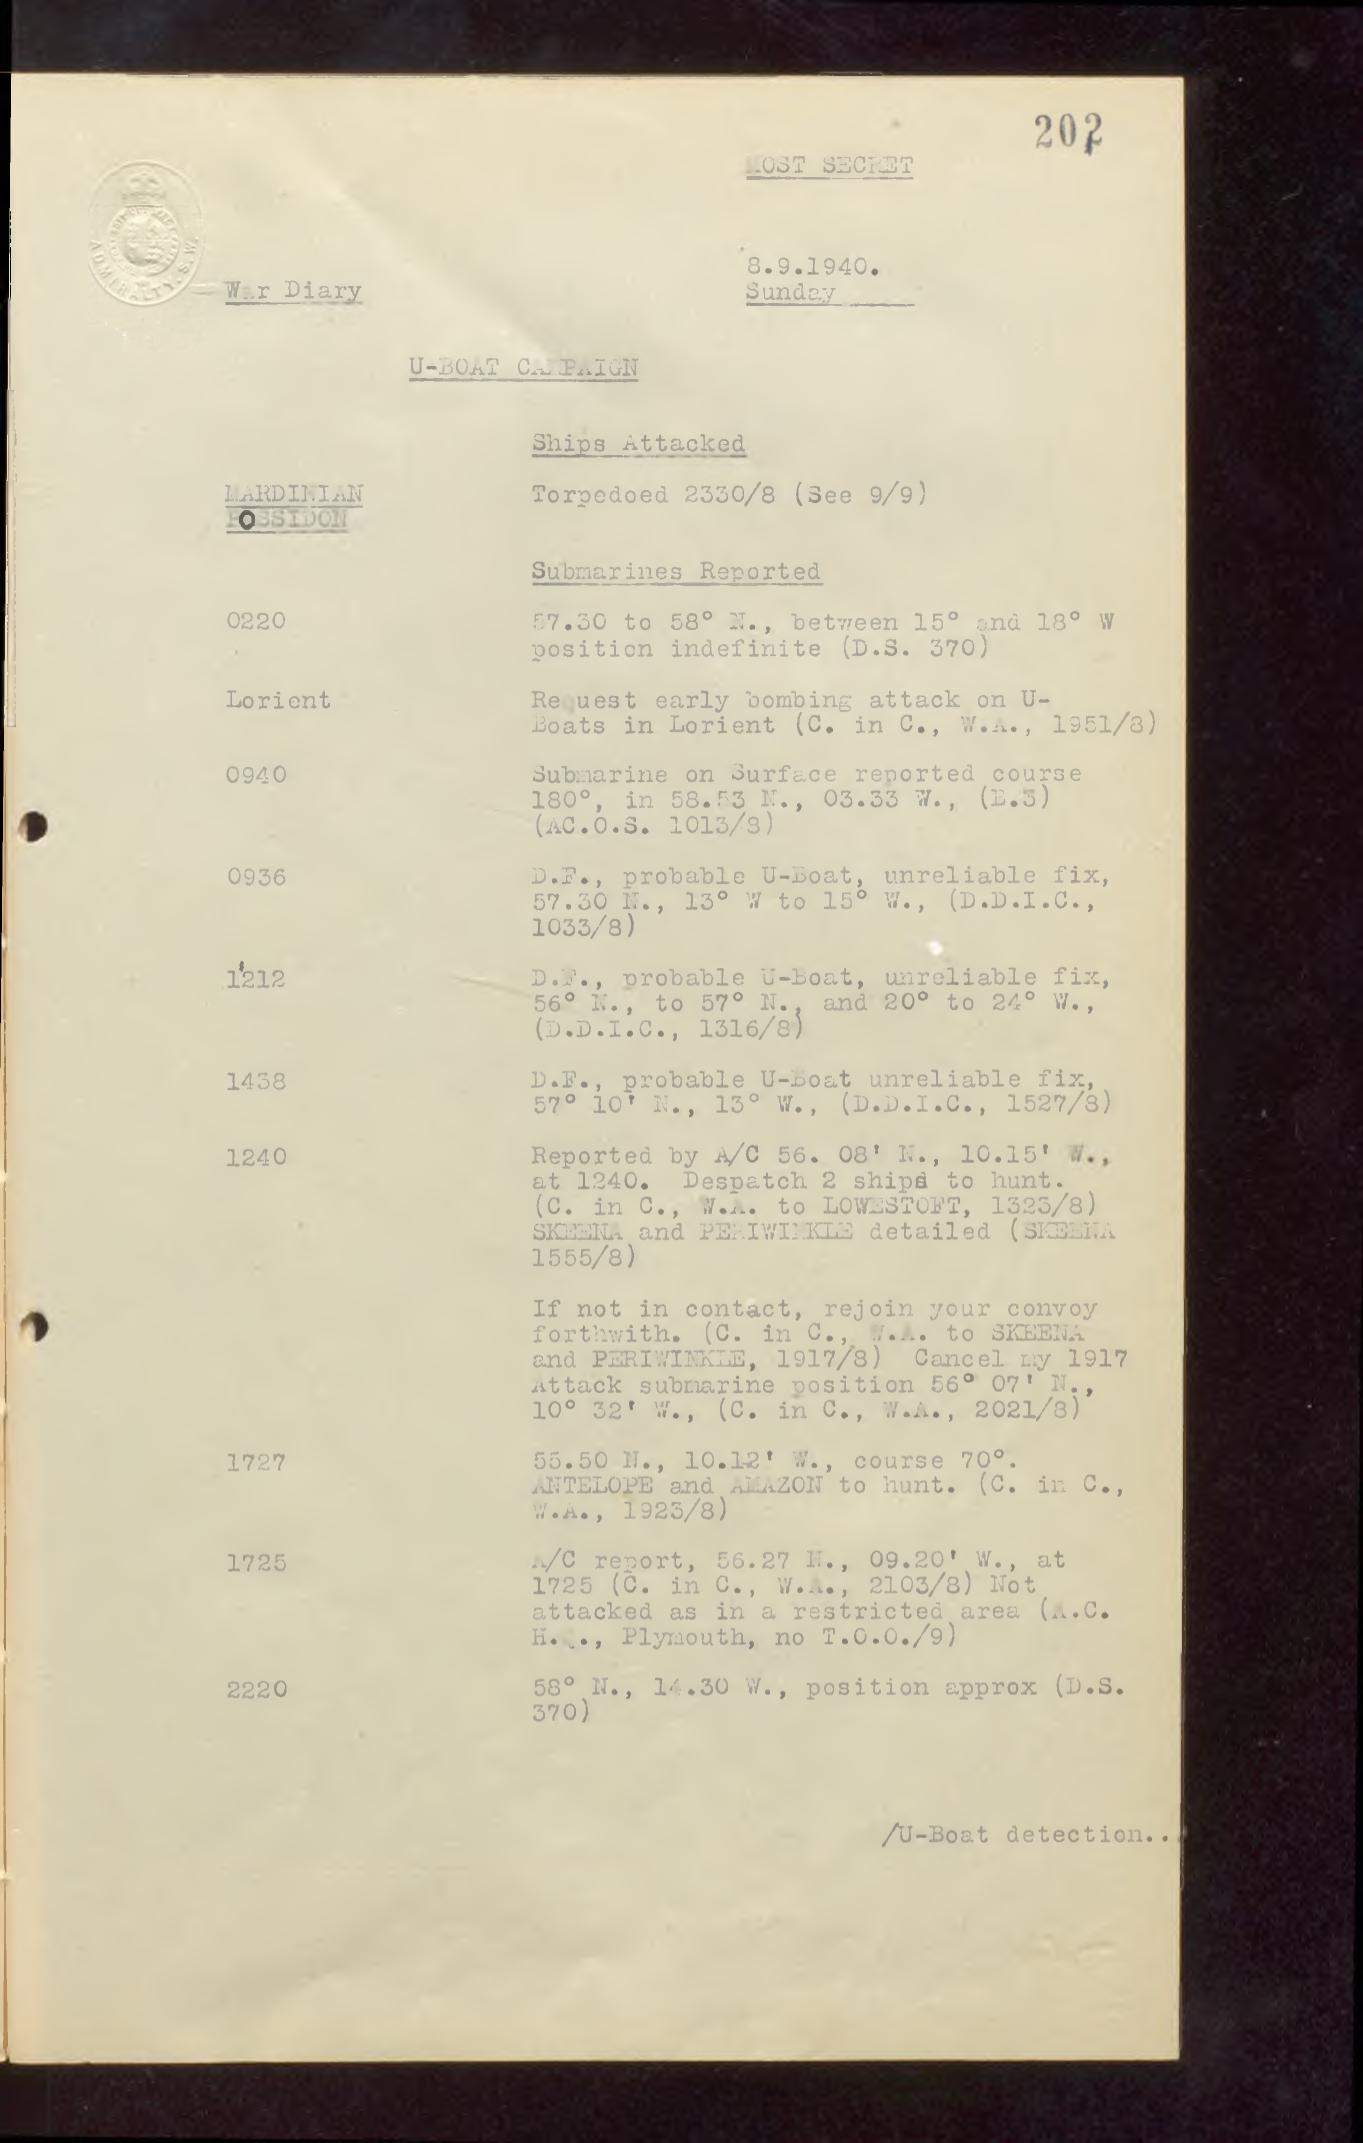 202
MOST SECRET
ADMIRALTY. S.W.
8.9.1940.
War Diary
Sunday
U-BOAT CAMPAIGN
Ships Attacked
MARDINIAN
Torpedoed 2330/8 (See 9/9)
POSSIDON
Submarines Reported
0220
57.30 to 58° N., between 15° and 18° W
position indefinite (D.S. 370)
Lorient
Request early bombing attack on U-
Boats in Lorient (C. in C., W.A., 1951/8)
0940
Submarine on Surface reported course
180°, in 58.53 N., 03.33 W., (B.3)
(AC.O.S. 1013/8)
0936
D.F., probable U-Boat, unreliable fix,
57.30 N., 13° W to 15° W., (D.D.I.C.,
1033/8)
1212
D.F., probable U-Boat, unreliable fix,
56° N., to 57° N., and 20° to 24° W.,
(D.D.I.C., 1316/8)
1438
D.F., probable U-Boat unreliable fix,
57° 10' N., 13° W., (D.D.I.C., 1527/8)
1240
Reported by A/C 56. 08' N., 10.15' W.,
at 1240. Despatch 2 ships to hunt.
(C. in C., W.A. to LOWESTOFT, 1323/8)
SKEENA and PERIWINKLE detailed (SKEENA
1555/8)
If not in contact, rejoin your convoy
forthwith. (C. in C., W.A. to SKEENA
and PERIWINKLE, 1917/8) Cancel my 1917
Attack submarine position 56° 07' N.,
10° 32' W., (C. in C., W.A., 2021/8)
1727
55.50 N., 10.12' W., course 70°.
ANTELOPE and AMAZON to hunt. (C. in C.,
W.A., 1923/8)
1725
A/C report, 56.27 N., 09.20' W., at
1725 (C. in C., W.A., 2103/8) Not
attacked as in a restricted area (A.C.
Plymouth, no T.O.O./9)
2220
58° N., 14.30 W., position approx (D.S.
370)
/U-Boat detection..